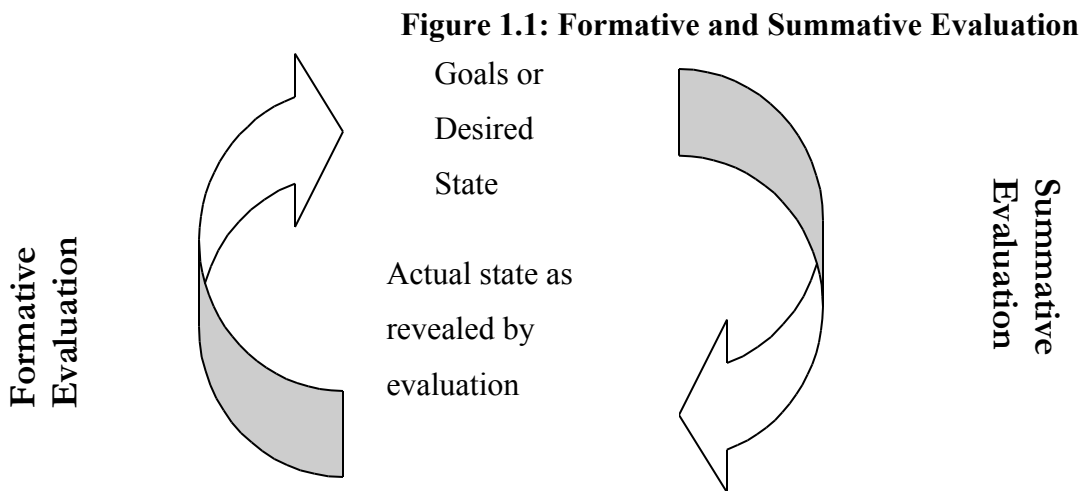 Figure 1.1: Formative and Summative Evaluation
Goals or
Desired
State
Formative
Evaluation
Actual state as
revealed by
evaluation
Summative
Evaluation